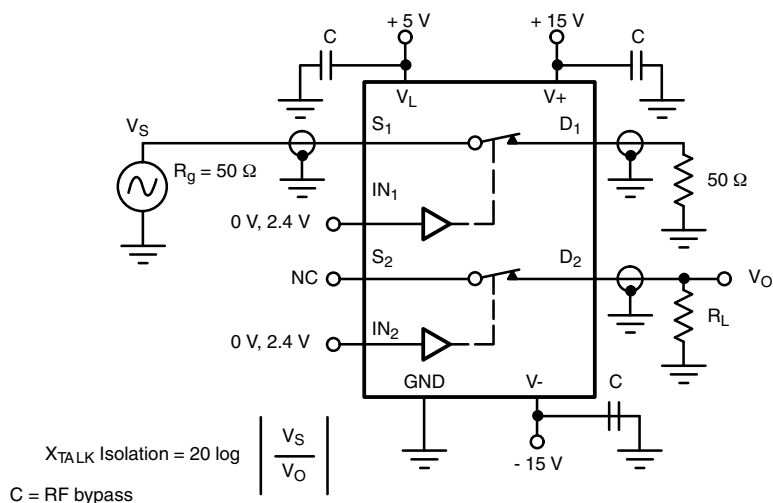 + 5 V
+ 15 V
C
C
V_L
V+
V_S
S_1
D_1
R_g = 50 Ω
50 Ω
IN_1
0 V, 2.4 V
S_2
D_2
NC
V_O
R_L
IN_2
0 V, 2.4 V
GND
V-
C
- 15 V
X_TALK Isolation = 20 log | V_S / V_O |
C = RF bypass